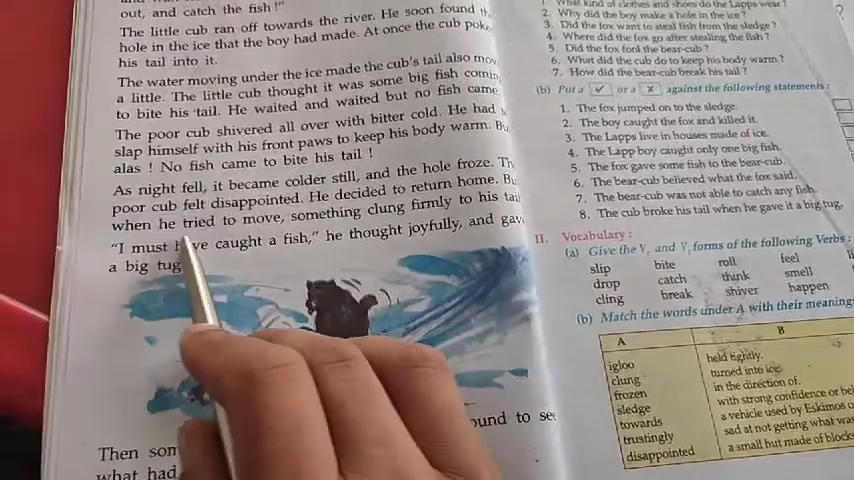 out, and catch the fish!"
The little cub ran off towards the river. He soon found
hole in the ice that the boy had made. At once the cub poke
his tail into it.
The water moving under the ice made the cub's tail also mov
a little. The little cub thought it was some big fish comin
to bite his tail. He waited and waited but no fish came
The poor cub shivered all over with bitter cold. He had
slap himself with his front paws to keep his body warm. Bu
alas ! No fish came to bite his tail !
As night fell, it became colder still, and the hole froze. Th
poor cub felt disappointed. He decided to return home. Bu
when he tried to move, something clung firmly to his tail
"I must have caught a fish," he thought joyfully, and gav
a big tug
ound to see
Then som
what had
1. What kind of clothes and shoes do the Lapps wear?
2. Why did the boy make a hole in the ice ?
3. Did the fox want to steal fish from the sledge?
4. Where did the fox go after stealing the fish?
5. Did the fox fool the bear-cub ?
6. What did the cub do to keep his body warm?
7. How did the bear-cub break his tail ?
(b) Put a ✓ or a x against the following statements :
1. The fox jumped on to the sledge.
2. The boy caught the fox and killed it.
3. The Lapps live in houses made of ice.
4. The Lapp boy caught only one big fish.
5. The fox gave some fish to the bear-cub.
6. The bear-cub believed what the fox said.
7. The bear-cub was not able to catch any fish.
8. The cub broke his tail when he gave it a big tug.
II. Vocabulary :
(a) Give the V2 and V3 forms of the following Verbs :
slip bite roll feel
drop catch think smell
cling break shiver happen
(b) Match the words under A with their meaning
A B
igloo held tightly.
clung turned into ice
frozen in the direction of.
sledge with strong confidence or be
towards a vehicle used by Eskimos o
trustingly sad at not getting what was
disappointed a small hut made of blocks